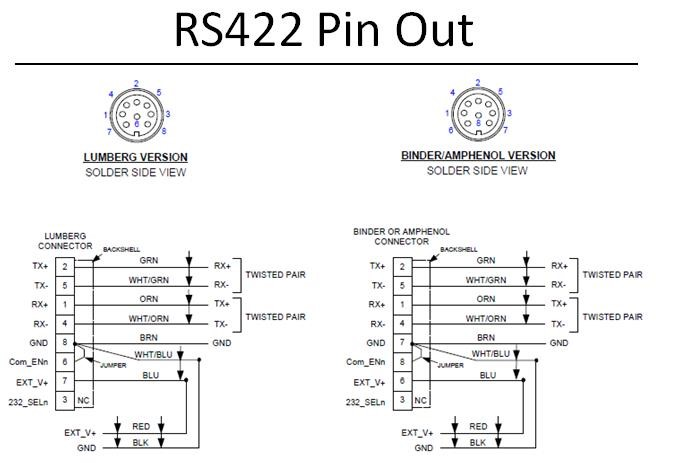 RS422 Pin Out
2
4 5
1 3
6
7 8
LUMBERG VERSION
SOLDER SIDE VIEW
2
4 5
1 3
8
6 7
BINDER/AMPHENOL VERSION
SOLDER SIDE VIEW
LUMBERG
CONNECTOR
BACKSHELL
TX+ 2 GRN RX+
TWISTED PAIR
TX- 5 WHT/GRN RX-
RX+ 1 ORN TX+
TWISTED PAIR
RX- 4 WHT/ORN TX-
GND 8 BRN GND
WHT/BLU
Com_ENn 6 JUMPER
EXT_V+ 7 BLU
232_SELn 3 NC
EXT_V+ RED
GND BLK
BINDER OR AMPHENOL
CONNECTOR
BACKSHELL
TX+ 2 GRN RX+
TWISTED PAIR
TX- 5 WHT/GRN RX-
RX+ 1 ORN TX+
TWISTED PAIR
RX- 4 WHT/ORN TX-
GND 7 BRN GND
WHT/BLU
Com_ENn 8 JUMPER
EXT_V+ 6 BLU
232_SELn 3 NC
EXT_V+ RED
GND BLK